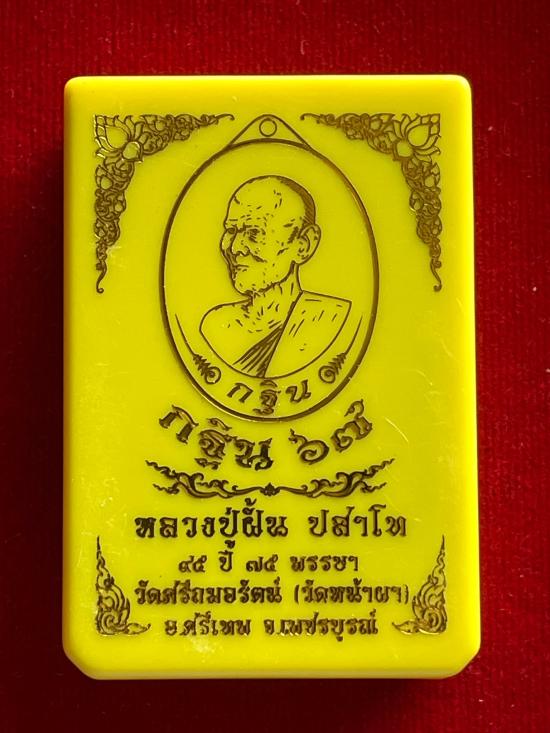 กฐิน
กฐิน ๖๗
หลวงปู่ฝั้น ปสาโท
๙๕ ปี ๗๕ พรรษา
วัดศรีถมอรัตน์ (วัดหน้าผา)
อ.ศรีเทพ จ.เพชรบูรณ์